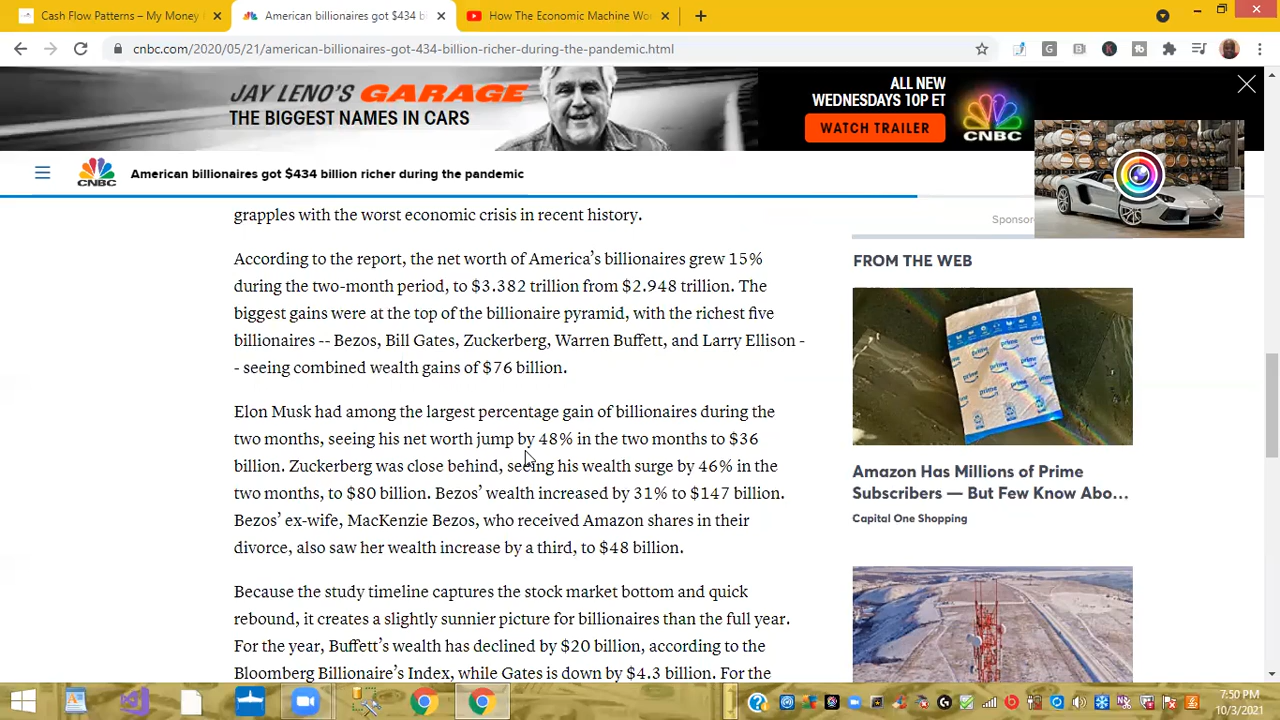 Cash Flow Patterns – My Money
American billionaires got $434 bi
How The Economic Machine Wo
cnbc.com/2020/05/21/american-billionaires-got-434-billion-richer-during-the-pandemic.html
JAY LENO'S GARAGE
THE BIGGEST NAMES IN CARS
ALL NEW
WEDNESDAYS 10P ET
WATCH TRAILER
CNBC
CNBC
American billionaires got $434 billion richer during the pandemic
grapples with the worst economic crisis in recent history.
According to the report, the net worth of America's billionaires grew 15%
during the two-month period, to $3.382 trillion from $2.948 trillion. The
biggest gains were at the top of the billionaire pyramid, with the richest five
billionaires -- Bezos, Bill Gates, Zuckerberg, Warren Buffett, and Larry Ellison -
- seeing combined wealth gains of $76 billion.
Elon Musk had among the largest percentage gain of billionaires during the
two months, seeing his net worth jump by 48% in the two months to $36
billion. Zuckerberg was close behind, seeing his wealth surge by 46% in the
two months, to $80 billion. Bezos' wealth increased by 31% to $147 billion.
Bezos' ex-wife, MacKenzie Bezos, who received Amazon shares in their
divorce, also saw her wealth increase by a third, to $48 billion.
Because the study timeline captures the stock market bottom and quick
rebound, it creates a slightly sunnier picture for billionaires than the full year.
For the year, Buffett's wealth has declined by $20 billion, according to the
Bloomberg Billionaire's Index, while Gates is down by $4.3 billion. For the
Sponsor
FROM THE WEB
prime
Amazon Has Millions of Prime
Subscribers — But Few Know Abo...
Capital One Shopping
7:50 PM
10/3/2021